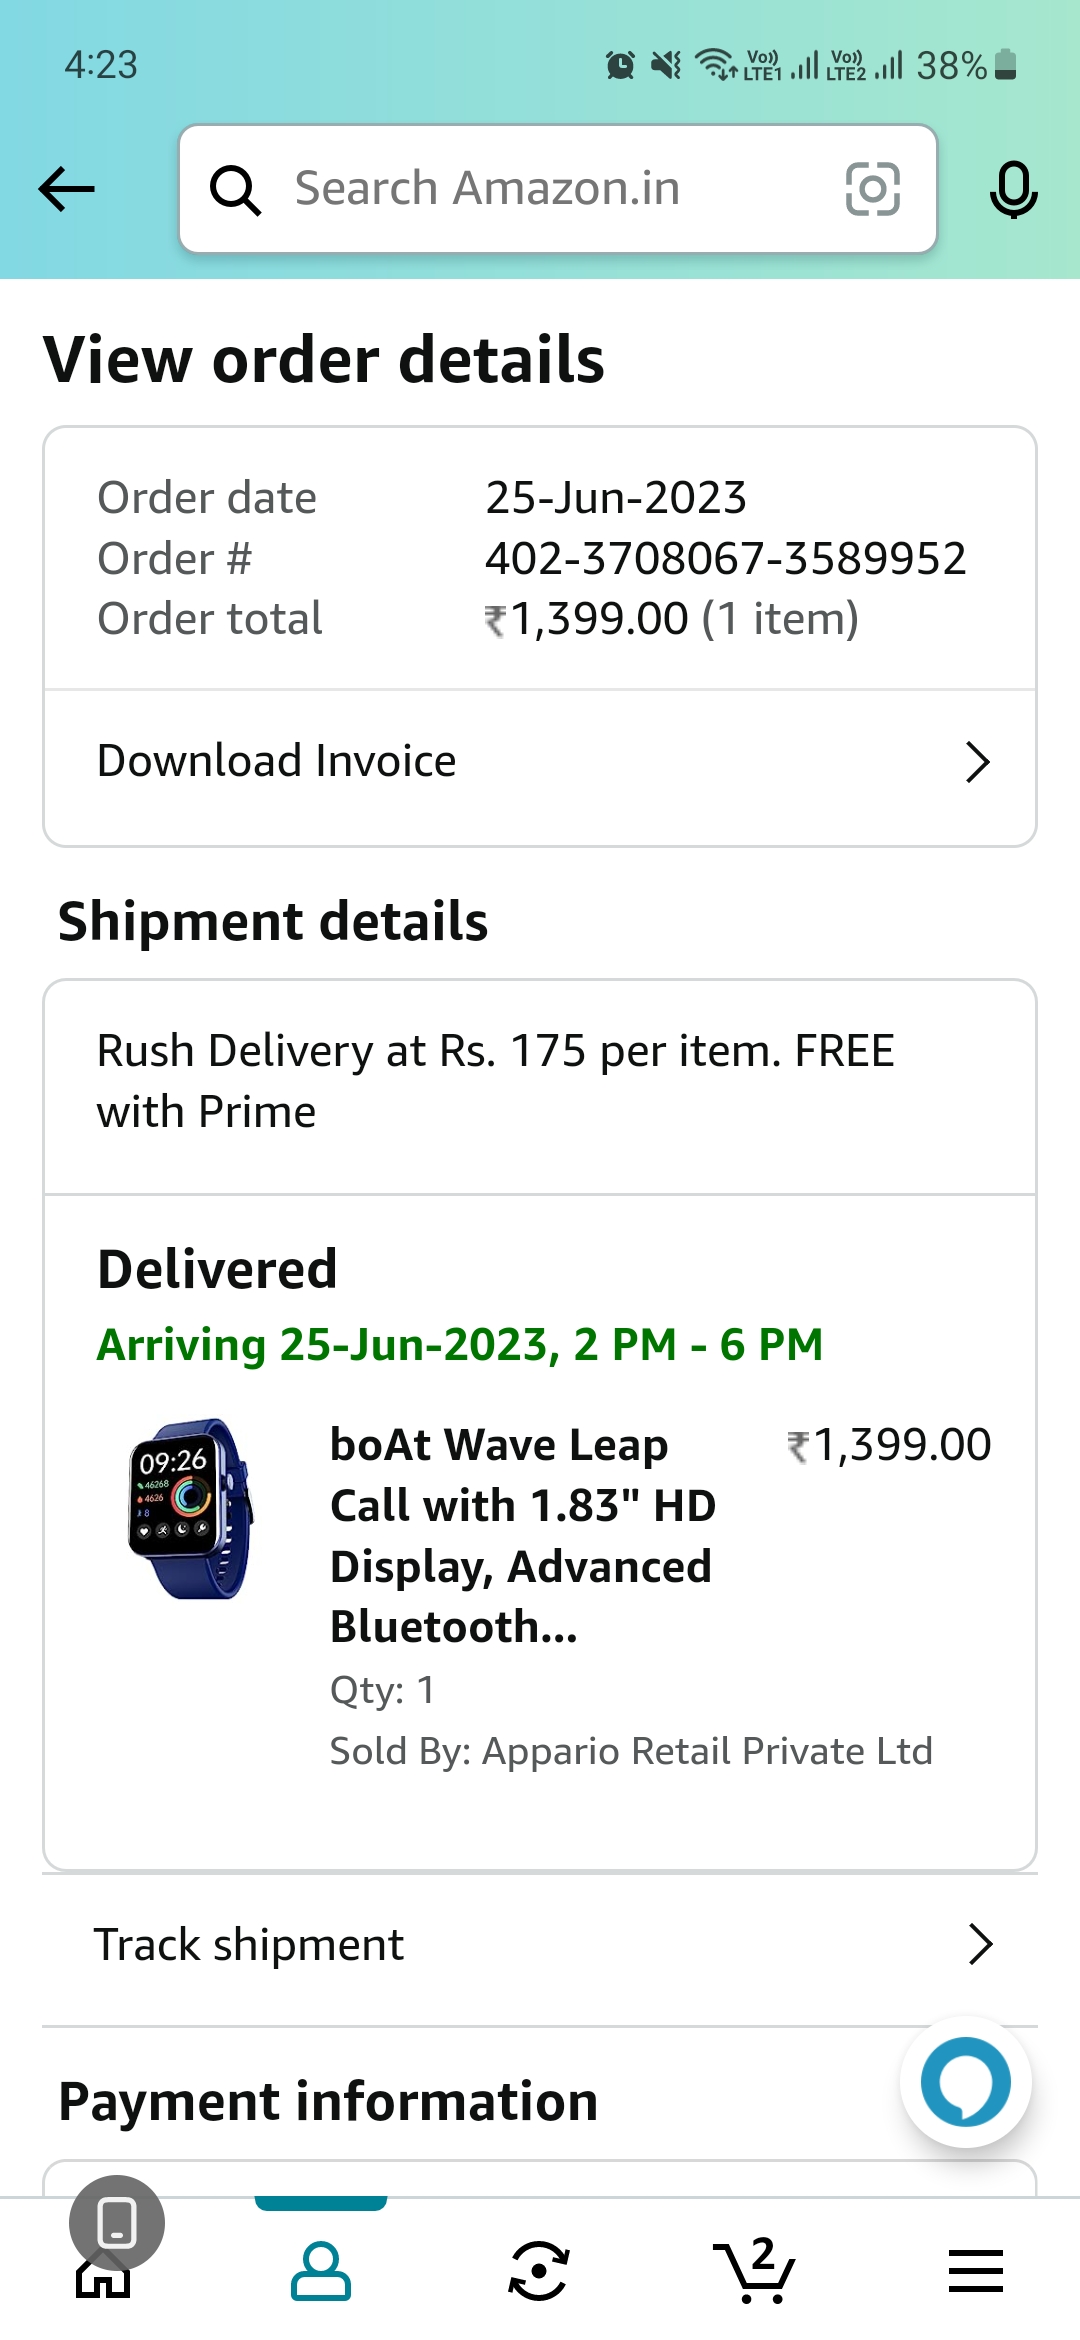 4:23
Vo)) LTE1 Vo)) LTE2 38%
Search Amazon.in
View order details
Order date 25-Jun-2023
Order # 402-3708067-3589952
Order total ₹1,399.00 (1 item)
Download Invoice
Shipment details
Rush Delivery at Rs. 175 per item. FREE
with Prime
Delivered
Arriving 25-Jun-2023, 2 PM - 6 PM
09:26
46268
4626
8
boAt Wave Leap ₹1,399.00
Call with 1.83" HD
Display, Advanced
Bluetooth...
Qty: 1
Sold By: Appario Retail Private Ltd
Track shipment
Payment information
2